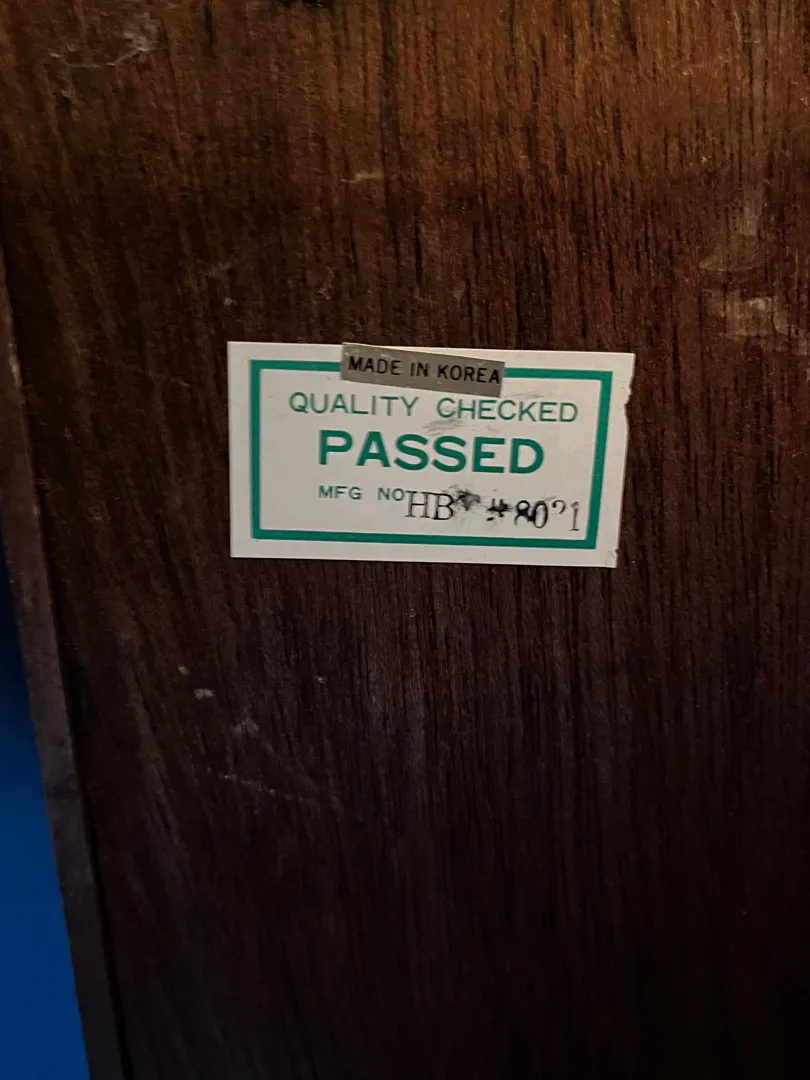 MADE IN KOREA
QUALITY CHECKED
PASSED
MFG NO